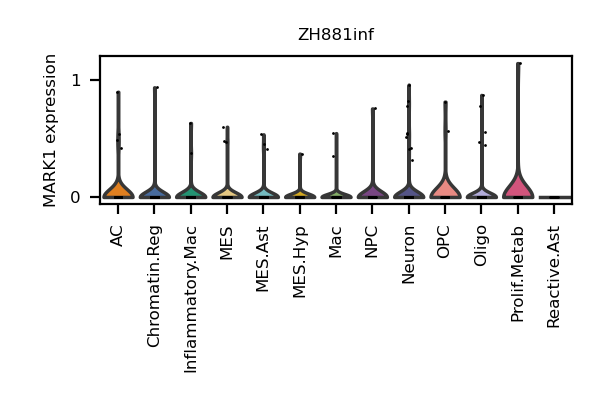 ZH881inf
MARK1 expression
1
0
AC
Chromatin.Reg
Inflammatory.Mac
MES
MES.Ast
MES.Hyp
Mac
NPC
Neuron
OPC
Oligo
Prolif.Metab
Reactive.Ast